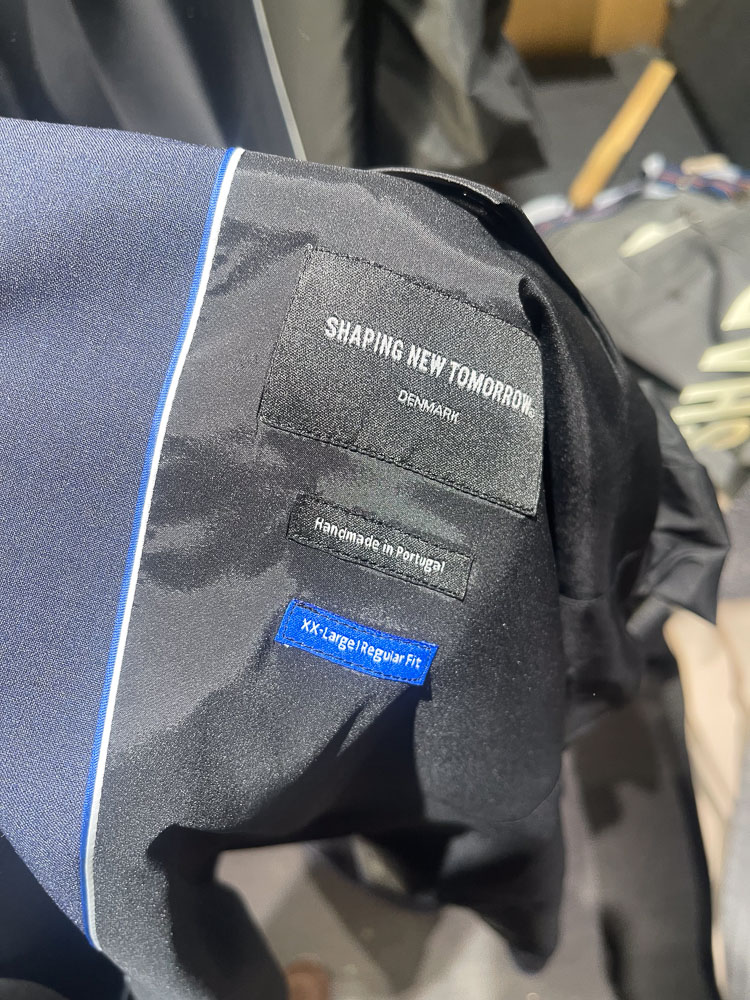 SHAPING NEW TOMORROW
DENMARK
Handmade in Portugal
XX-Large | Regular Fit